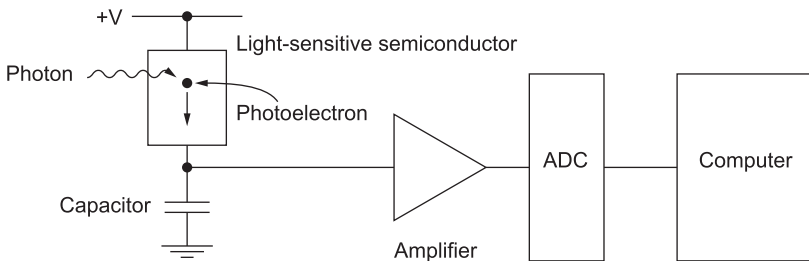 +V
Light-sensitive semiconductor
Photon
Photoelectron
ADC
Computer
Capacitor
Amplifier